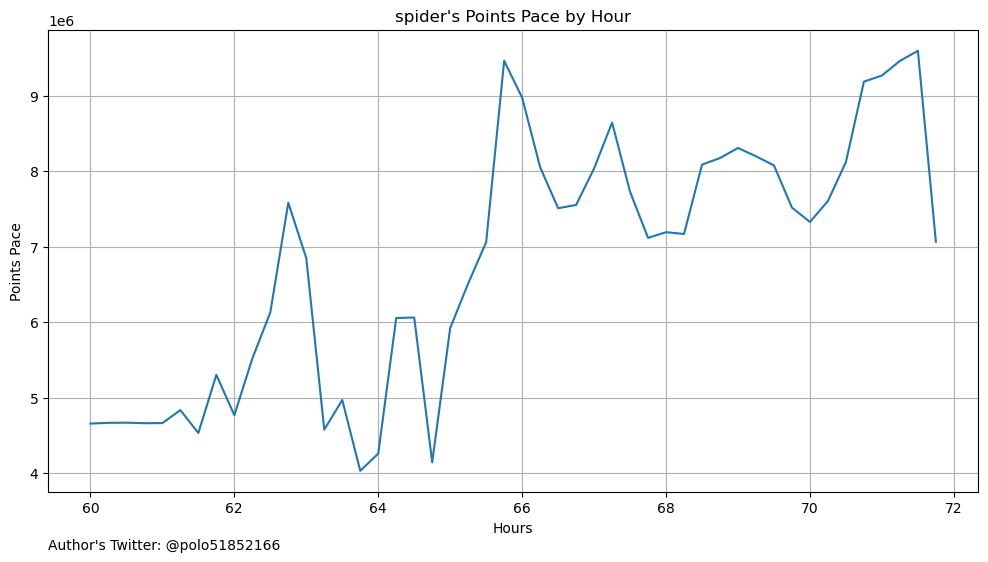 spider's Points Pace by Hour
1e6
Points Pace
9
8
7
6
5
4
60 62 64 66 68 70 72
Hours
Author's Twitter: @polo51852166